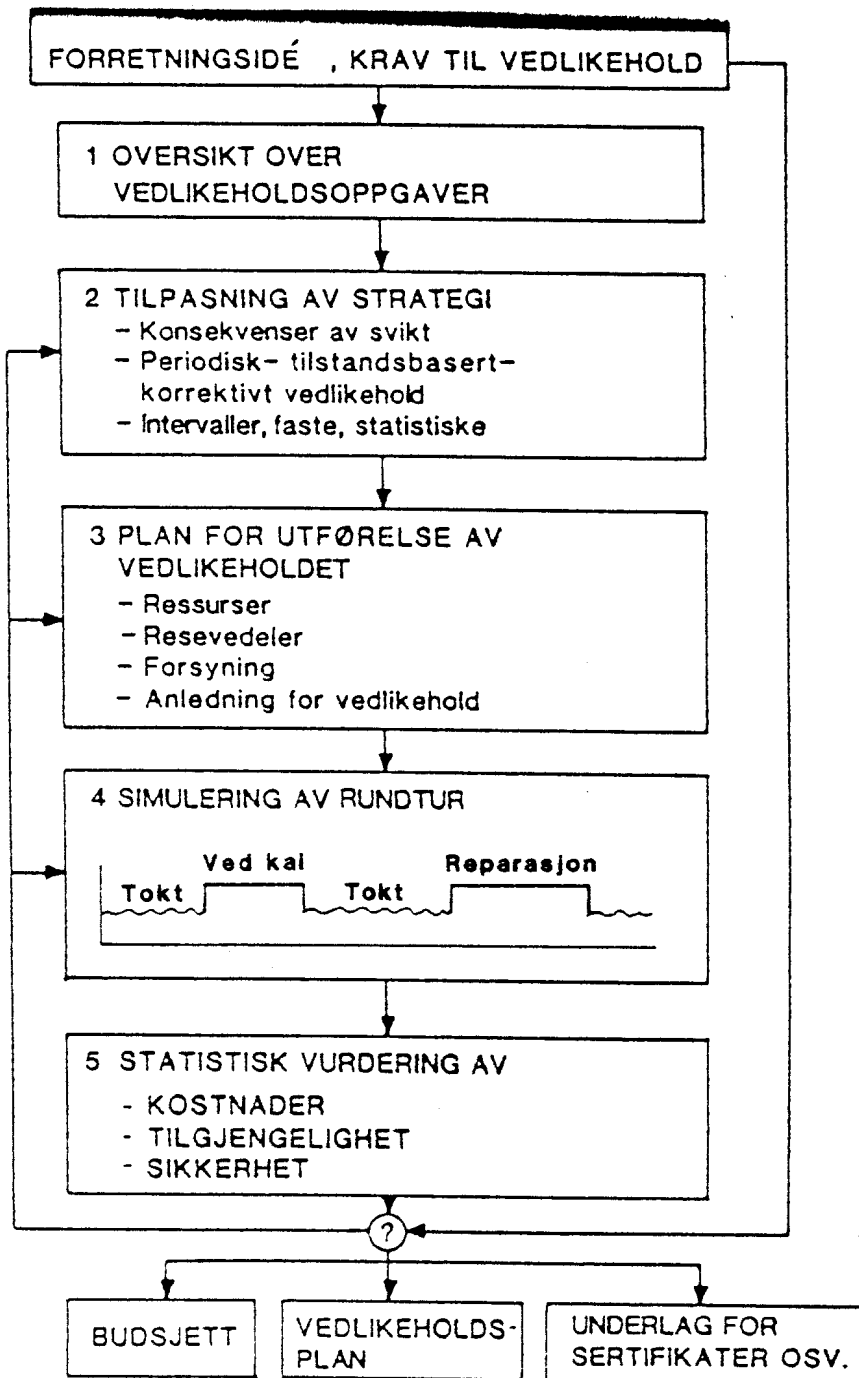 FORRETNINGSIDÉ , KRAV TIL VEDLIKEHOLD
1 OVERSIKT OVER
VEDLIKEHOLDSOPPGAVER
2 TILPASNING AV STRATEGI
- Konsekvenser av svikt
- Periodisk- tilstandsbasert-
korrektivt vedlikehold
- Intervaller, faste, statistiske
3 PLAN FOR UTFØRELSE AV
VEDLIKEHOLDET
- Ressurser
- Resevedeler
- Forsyning
- Anledning for vedlikehold
4 SIMULERING AV RUNDTUR
Tokt Ved kai Tokt Reparasjon
5 STATISTISK VURDERING AV
- KOSTNADER
- TILGJENGELIGHET
- SIKKERHET
?
BUDSJETT
VEDLIKEHOLDS-
PLAN
UNDERLAG FOR
SERTIFIKATER OSV.